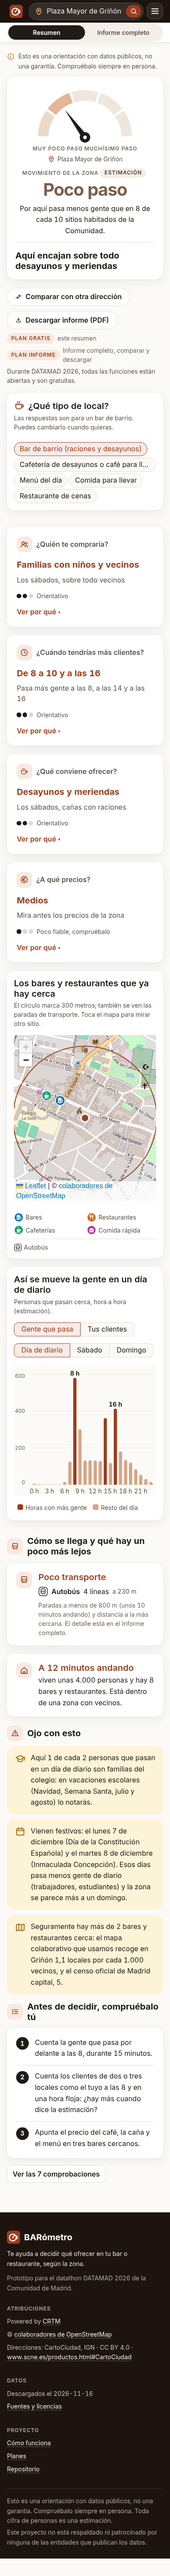 Plaza Mayor de Griñón
Resumen
Informe completo
Esto es una orientación con datos públicos, no
una garantía. Compruébalo siempre en persona.
MUY POCO PASO
MUCHÍSIMO PASO
Plaza Mayor de Griñón
MOVIMIENTO DE LA ZONA
ESTIMACIÓN
Poco paso
Por aquí pasa menos gente que en 8 de
cada 10 sitios habitados de la
Comunidad.
Aquí encajan sobre todo
desayunos y meriendas
Comparar con otra dirección
Descargar informe (PDF)
PLAN GRATIS
este resumen
PLAN INFORME
Informe completo, comparar y
descargar
Durante DATAMAD 2026, todas las funciones están
abiertas y son gratuitas.
¿Qué tipo de local?
Las respuestas son para un bar de barrio.
Puedes cambiarlo cuando quieras.
Bar de barrio (raciones y desayunos)
Cafetería de desayunos o café para ll...
Menú del día
Comida para llevar
Restaurante de cenas
¿Quién te compraría?
Familias con niños y vecinos
Los sábados, sobre todo vecinos
Orientativo
Ver por qué
¿Cuándo tendrías más clientes?
De 8 a 10 y a las 16
Pasa más gente a las 8, a las 14 y a las
16
Orientativo
Ver por qué
¿Qué conviene ofrecer?
Desayunos y meriendas
Los sábados, cañas con raciones
Orientativo
Ver por qué
¿A qué precios?
Medios
Mira antes los precios de la zona
Poco fiable, compruébalo
Ver por qué
Los bares y restaurantes que ya
hay cerca
El círculo marca 300 metros; también se ven las
paradas de transporte. Toca el mapa para mirar
otro sitio.
+
−
Leaflet | © colaboradores de
OpenStreetMap
Bares
Restaurantes
Cafeterías
Comida rápida
Autobús
Así se mueve la gente en un día
de diario
Personas que pasan cerca, hora a hora
(estimación).
Gente que pasa
Tus clientes
Día de diario
Sábado
Domingo
8 h
600
16 h
400
200
0
0 h 3 h 6 h 9 h 12 h 15 h 18 h 21 h
Horas con más gente
Resto del día
Cómo se llega y qué hay un
poco más lejos
Poco transporte
Autobús 4 líneas a 230 m
Paradas a menos de 800 m (unos 10
minutos andando) y distancia a la más
cercana. El detalle está en el informe
completo.
A 12 minutos andando
viven unas 4.000 personas y hay 8
bares y restaurantes. Está dentro
de una zona con vecinos.
Ojo con esto
Aquí 1 de cada 2 personas que pasan
en un día de diario son familias del
colegio: en vacaciones escolares
(Navidad, Semana Santa, julio y
agosto) lo notarás.
Vienen festivos: el lunes 7 de
diciembre (Día de la Constitución
Española) y el martes 8 de diciembre
(Inmaculada Concepción). Esos días
pasa menos gente de diario
(trabajadores, estudiantes) y la zona
se parece más a un domingo.
Seguramente hay más de 2 bares y
restaurantes cerca: el mapa
colaborativo que usamos recoge en
Griñón 1,1 locales por cada 1.000
vecinos, y el censo oficial de Madrid
capital, 5.
Antes de decidir, compruébalo
tú
1
Cuenta la gente que pasa por
delante a las 8, durante 15 minutos.
2
Cuenta los clientes de dos o tres
locales como el tuyo a las 8 y en
una hora floja: ¿hay más cuando
dice la estimación?
3
Apunta el precio del café, la caña y
el menú en tres bares cercanos.
Ver las 7 comprobaciones
BARómetro
Te ayuda a decidir qué ofrecer en tu bar o
restaurante, según la zona.
Prototipo para el datathon DATAMAD 2026 de la
Comunidad de Madrid.
ATRIBUCIONES
Powered by CRTM
© colaboradores de OpenStreetMap
Direcciones: CartoCiudad, IGN · CC BY 4.0 ·
www.scne.es/productos.html#CartoCiudad
DATOS
Descargados el 2026-11-16
Fuentes y licencias
PROYECTO
Cómo funciona
Planes
Repositorio
Esto es una orientación con datos públicos, no una
garantía. Compruébalo siempre en persona. Toda
cifra de personas es una estimación.
Este proyecto no está respaldado ni patrocinado por
ninguna de las entidades que publican los datos.